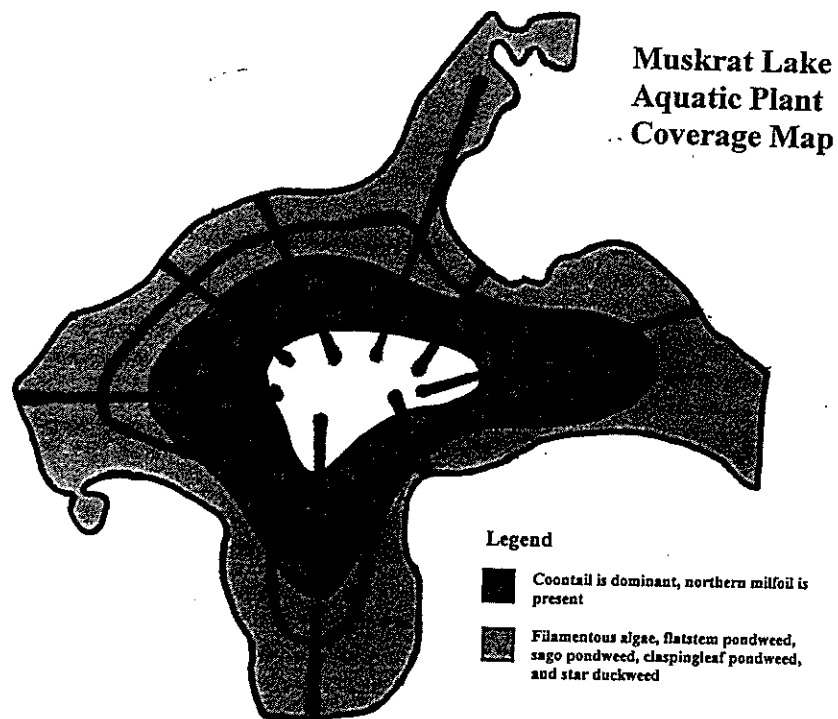 Muskrat Lake
Aquatic Plant
Coverage Map
Legend
Coontail is dominant, northern milfoil is
present
Filamentous algae, flatstem pondweed,
sago pondweed, claspingleaf pondweed,
and star duckweed